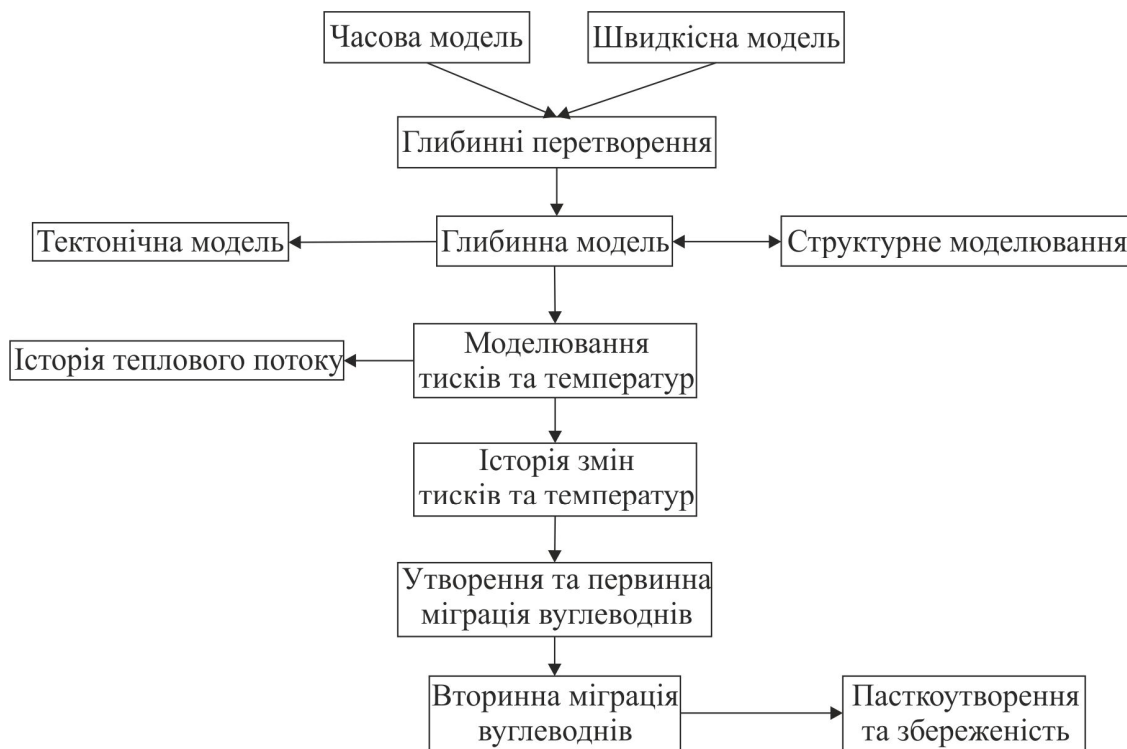 Часова модель
Швидкісна модель
Глибинні перетворення
Тектонічна модель
Глибинна модель
Структурне моделювання
Моделювання
тисків та температур
Історія теплового потоку
Історія змін
тисків та температур
Утворення та первинна
міграція вуглеводнів
Вторинна міграція
вуглеводнів
Пасткоутворення
та збереженість